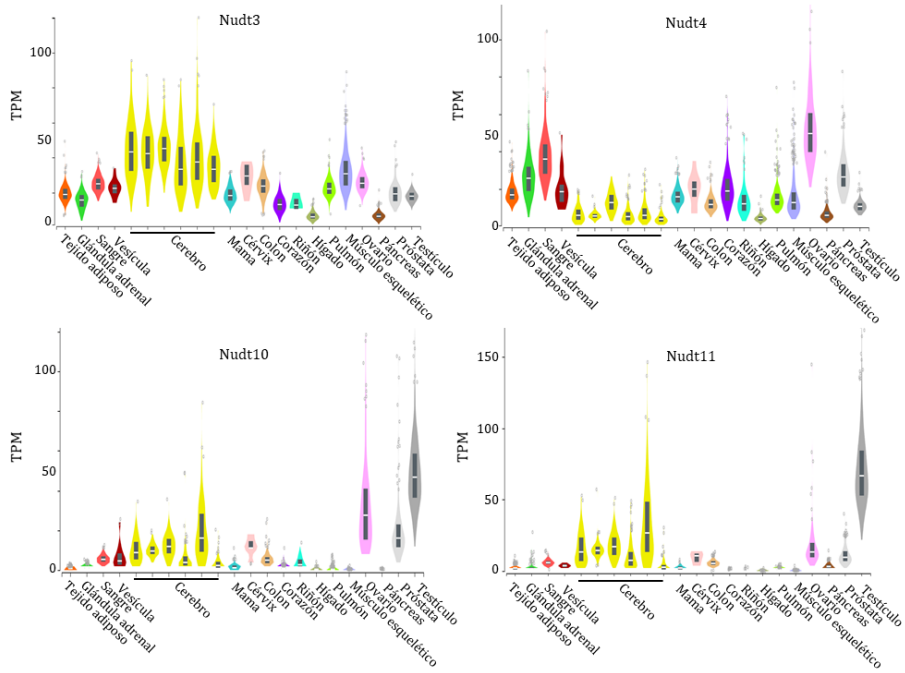 Nudt3
TPM
100
50
0
Tejido adiposo
Glándula adrenal
Sangre
Vesícula
Cerebro
Mama
Cérvix
Colon
Corazón
Riñón
Hígado
Pulmón
Músculo esquelético
Ovario
Páncreas
Próstata
Testículo
Nudt4
TPM
100
50
0
Tejido adiposo
Glándula adrenal
Sangre
Vesícula
Cerebro
Mama
Cérvix
Colon
Corazón
Riñón
Hígado
Pulmón
Músculo esquelético
Ovario
Páncreas
Próstata
Testículo
Nudt10
TPM
100
50
0
Tejido adiposo
Glándula adrenal
Sangre
Vesícula
Cerebro
Mama
Cérvix
Colon
Corazón
Riñón
Hígado
Pulmón
Músculo esquelético
Ovario
Páncreas
Próstata
Testículo
Nudt11
TPM
150
100
50
0
Tejido adiposo
Glándula adrenal
Sangre
Vesícula
Cerebro
Mama
Cérvix
Colon
Corazón
Riñón
Hígado
Pulmón
Músculo esquelético
Ovario
Páncreas
Próstata
Testículo